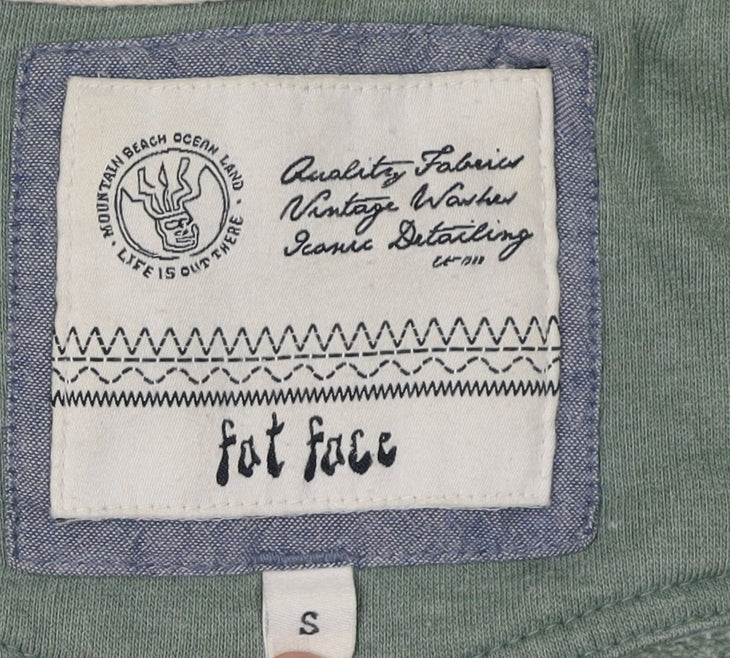 MOUNTAIN BEACH OCEAN LAND
· LIFE IS OUT THERE ·
Quality Fabrics
Vintage Washes
Iconic Detailing
fat face
S